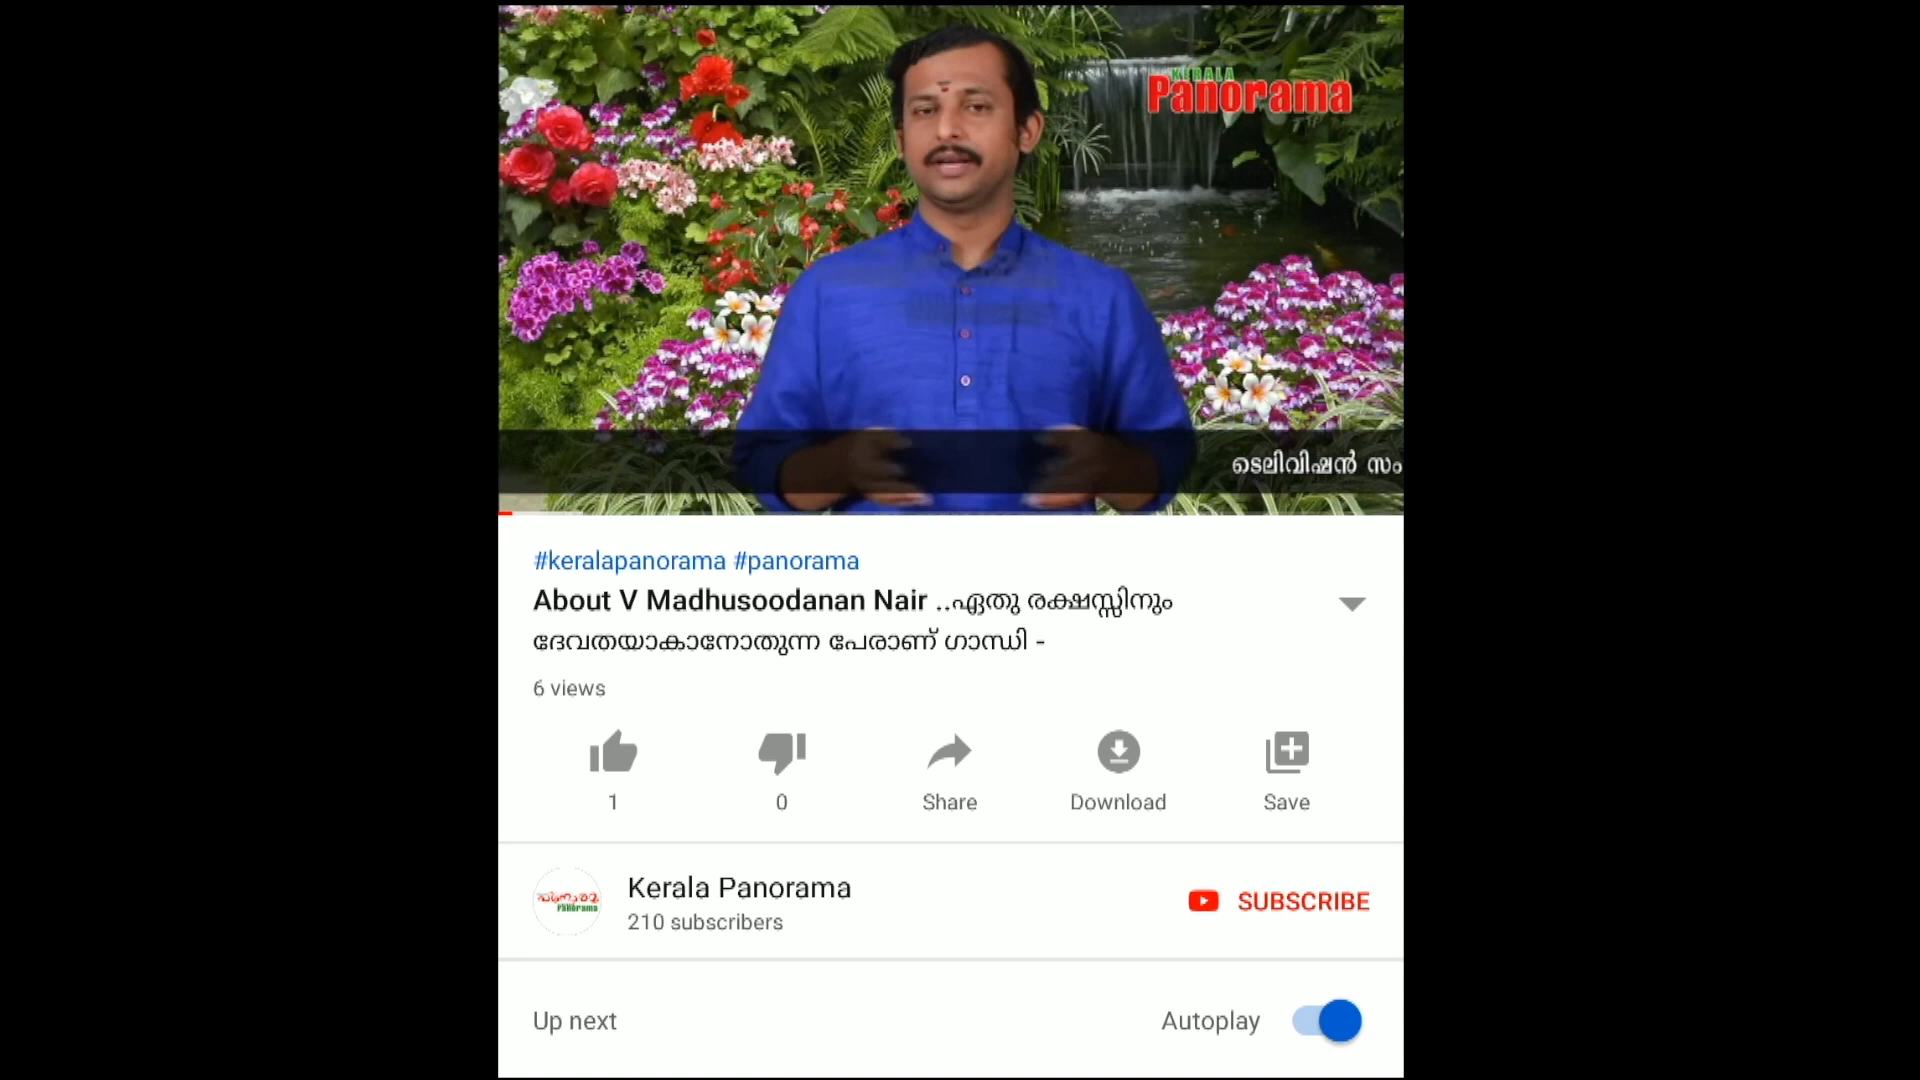 KERALA
Panorama
ടെലിവിഷൻ സം
#keralapanorama #panorama
About V Madhusoodanan Nair ..ഏതു രക്ഷസ്സിനും
ദേവതയാകാനോതുന്ന പേരാണ് ഗാന്ധി -
6 views
1
0
Share
Download
Save
Panorama
Kerala Panorama
210 subscribers
SUBSCRIBE
Up next
Autoplay